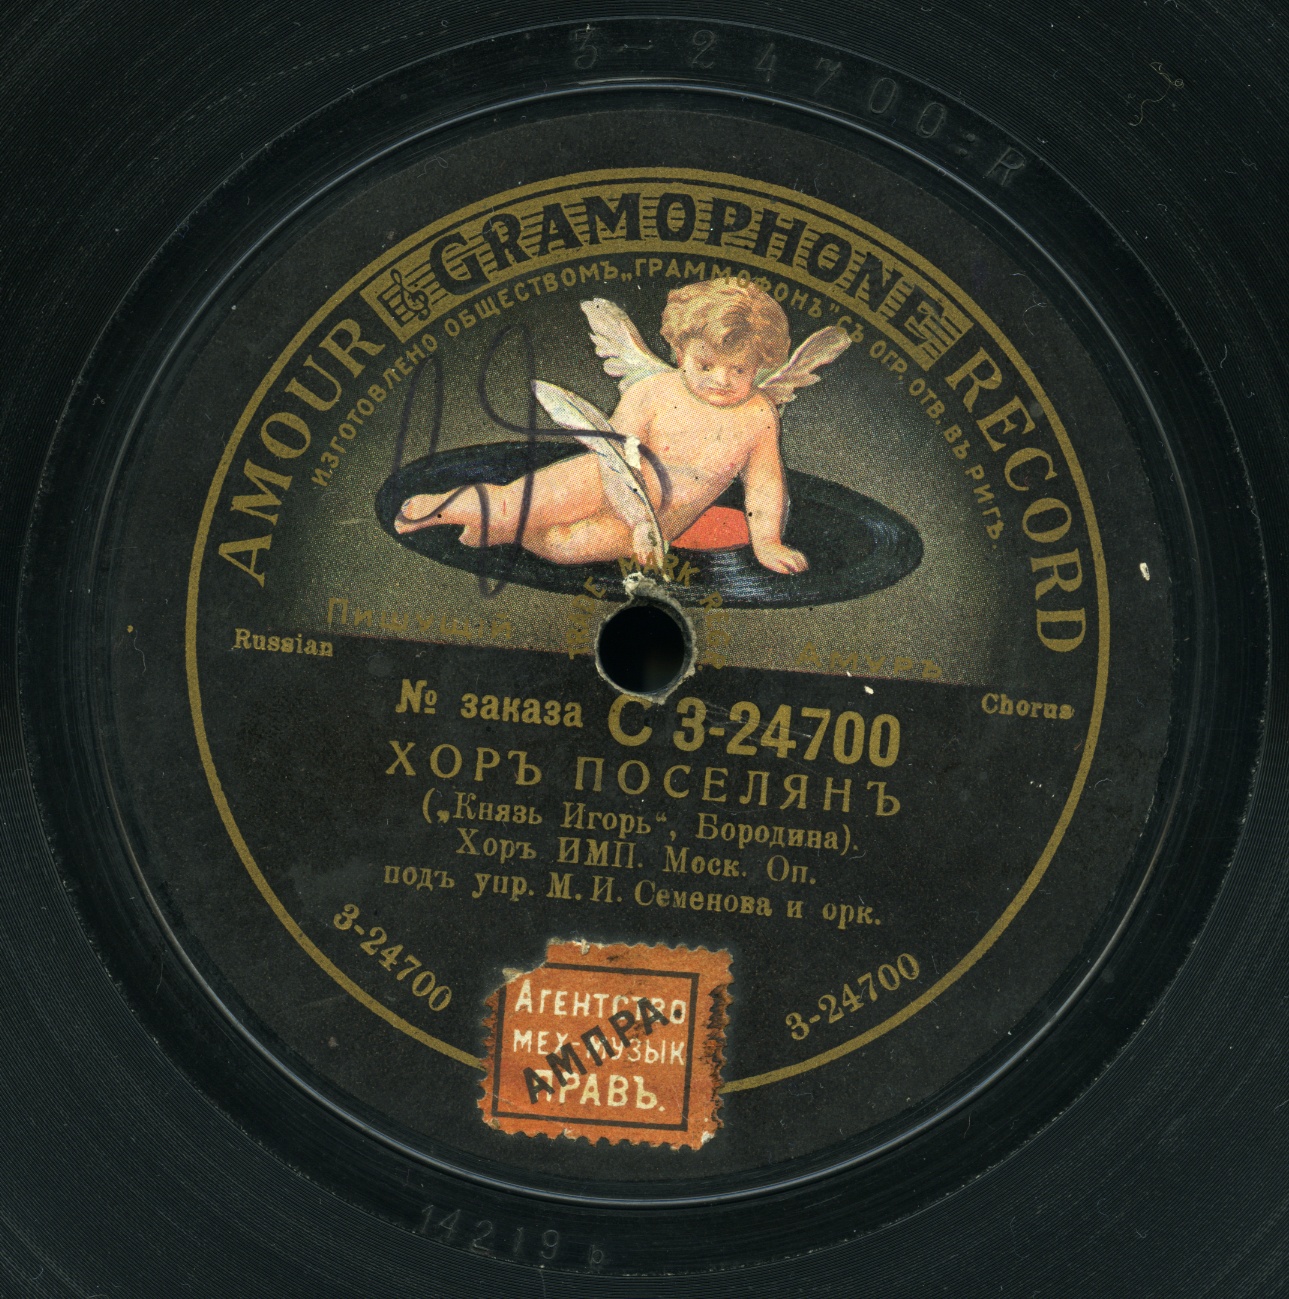 3-24700=R
AMOUR GRAMOPHONE RECORD
ИЗГОТОВЛЕНО ОБЩЕСТВОМЪ „ГРАММОФОНЪ" СЪ ОГР. ОТВ. ВЪ РИГѢ.
TRADE MARK REG
Пишущій Амуръ
Russian
Chorus
№ заказа С 3-24700
ХОРЪ ПОСЕЛЯНЪ
(„Князь Игорь“, Бородина).
Хоръ ИМП. Моск. Оп.
подъ упр. М. И. Семенова и орк.
3-24700
3-24700
АГЕНТСТВО
МЕХ-МУЗЫК
ПРАВЪ.
АМПРА
14219 b